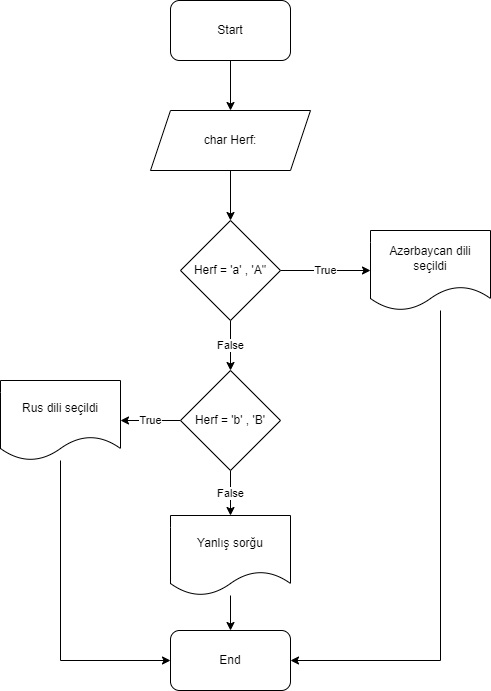 Start
char Herf:
Herf = 'a' , 'A"
True
Azərbaycan dili
seçildi
False
Rus dili seçildi
True
Herf = 'b' , 'B'
False
Yanlış sorğu
End